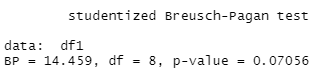 studentized Breusch-Pagan test
data: df1
BP = 14.459, df = 8, p-value = 0.07056